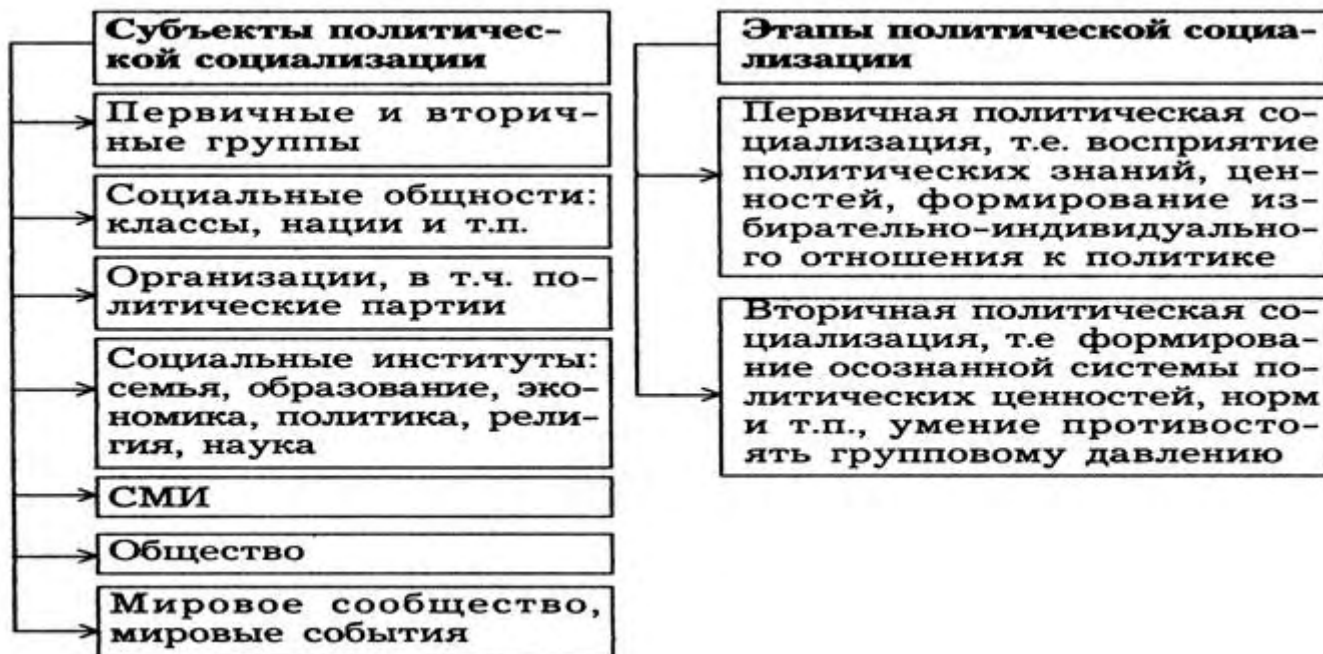 Субъекты политичес-
кой социализации
Первичные и вторич-
ные группы
Социальные общности:
классы, нации и т.п.
Организации, в т.ч. по-
литические партии
Социальные институты:
семья, образование, эко-
номика, политика, рели-
гия, наука
СМИ
Общество
Мировое сообщество,
мировые события
Этапы политической социа-
лизации
Первичная политическая со-
циализация, т.е. восприятие
политических знаний, цен-
ностей, формирование из-
бирательно-индивидуально-
го отношения к политике
Вторичная политическая со-
циализация, т.е формирова-
ние осознанной системы по-
литических ценностей, норм
и т.п., умение противосто-
ять групповому давлению